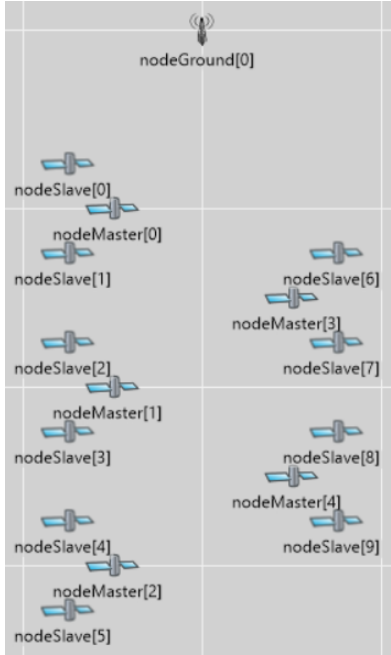 nodeGround[0]
nodeSlave[0]
nodeMaster[0]
nodeSlave[1]
nodeSlave[6]
nodeMaster[3]
nodeSlave[2]
nodeSlave[7]
nodeMaster[1]
nodeSlave[3]
nodeSlave[8]
nodeMaster[4]
nodeSlave[4]
nodeSlave[9]
nodeMaster[2]
nodeSlave[5]